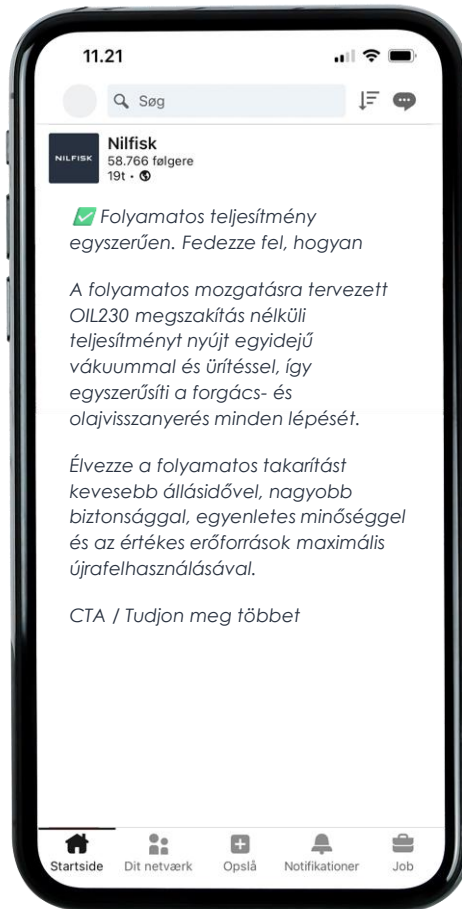 11.21
Søg
NILFISK
Nilfisk
58.766 følgere
19t •
✅ Folyamatos teljesítmény
egyszerűen. Fedezze fel, hogyan
A folyamatos mozgatásra tervezett
OIL230 megszakítás nélküli
teljesítményt nyújt egyidejű
vákuummal és ürítéssel, így
egyszerűsíti a forgács- és
olajvisszanyerés minden lépését.
Élvezze a folyamatos takarítást
kevesebb állásidővel, nagyobb
biztonsággal, egyenletes minőséggel
és az értékes erőforrások maximális
újrafelhasználásával.
CTA / Tudjon meg többet
Startside Dit netværk Opslå Notifikationer Job